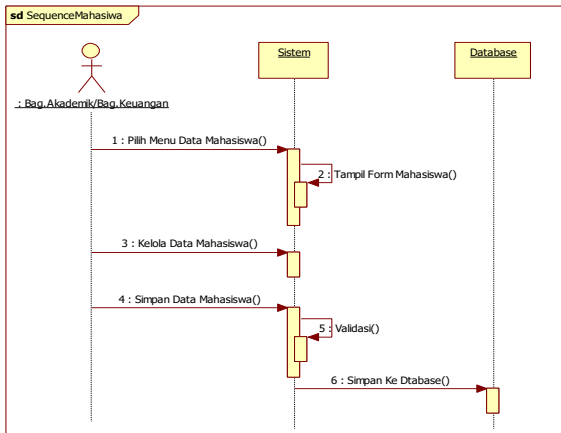 sd SequenceMahasiwa
Sistem
Database
: Bag.Akademik/Bag.Keuangan
1 : Pilih Menu Data Mahasiswa()
2 : Tampil Form Mahasiswa()
3 : Kelola Data Mahasiswa()
4 : Simpan Data Mahasiswa()
5 : Validasi()
6 : Simpan Ke Dtabase()